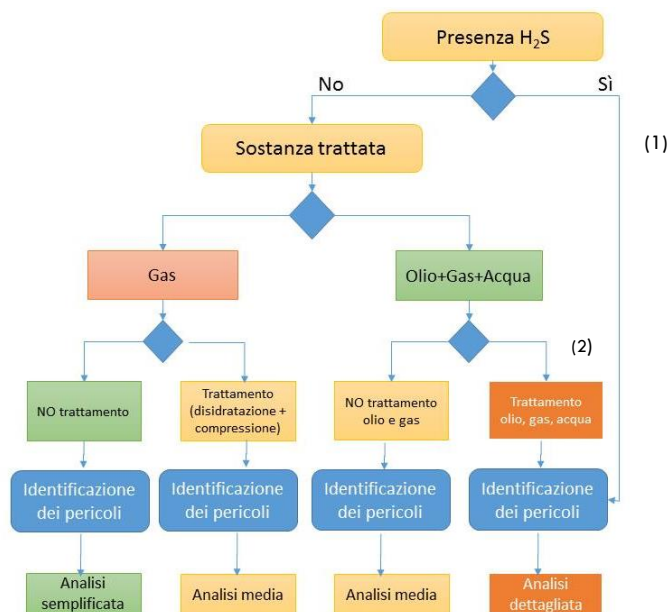 Presenza H₂S
No
Sì
(1)
Sostanza trattata
Gas
Olio+Gas+Acqua
(2)
NO trattamento
Trattamento
(disidratazione +
compressione)
NO trattamento
olio e gas
Trattamento
olio, gas, acqua
Identificazione
dei pericoli
Identificazione
dei pericoli
Identificazione
dei pericoli
Identificazione
dei pericoli
Analisi
semplificata
Analisi media
Analisi media
Analisi
dettagliata